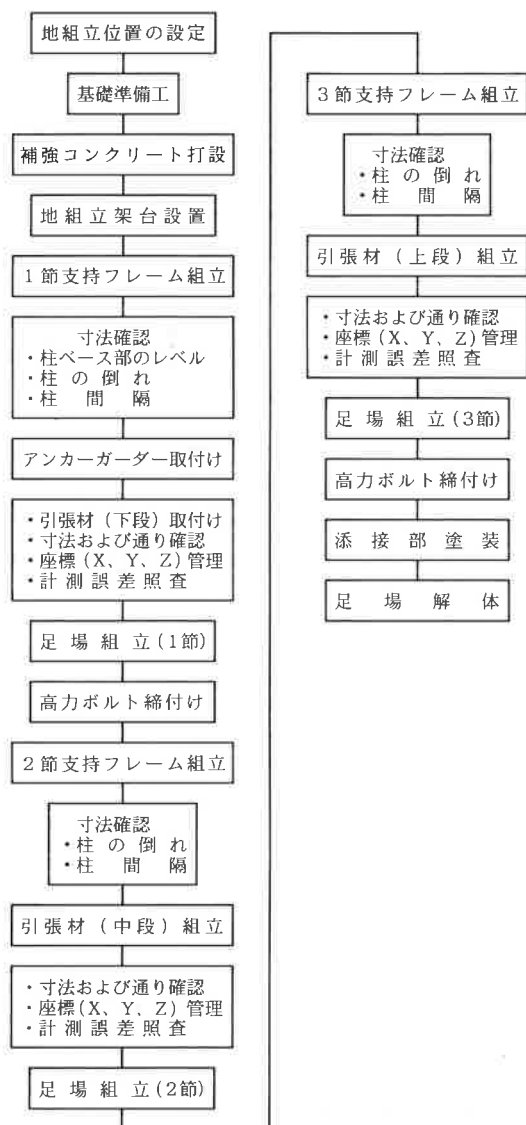 地組立位置の設定
基礎準備工
補強コンクリート打設
地組立架台設置
1節支持フレーム組立
寸法確認
・柱ベース部のレベル
・柱の倒れ
・柱間隔
アンカーガーダー取付け
・引張材(下段)取付け
・寸法および通り確認
・座標(X、Y、Z)管理
・計測誤差照査
足場組立(1節)
高力ボルト締付け
2節支持フレーム組立
寸法確認
・柱の倒れ
・柱間隔
引張材(中段)組立
・寸法および通り確認
・座標(X、Y、Z)管理
・計測誤差照査
足場組立(2節)
3節支持フレーム組立
寸法確認
・柱の倒れ
・柱間隔
引張材(上段)組立
・寸法および通り確認
・座標(X、Y、Z)管理
・計測誤差照査
足場組立(3節)
高力ボルト締付け
添接部塗装
足場解体